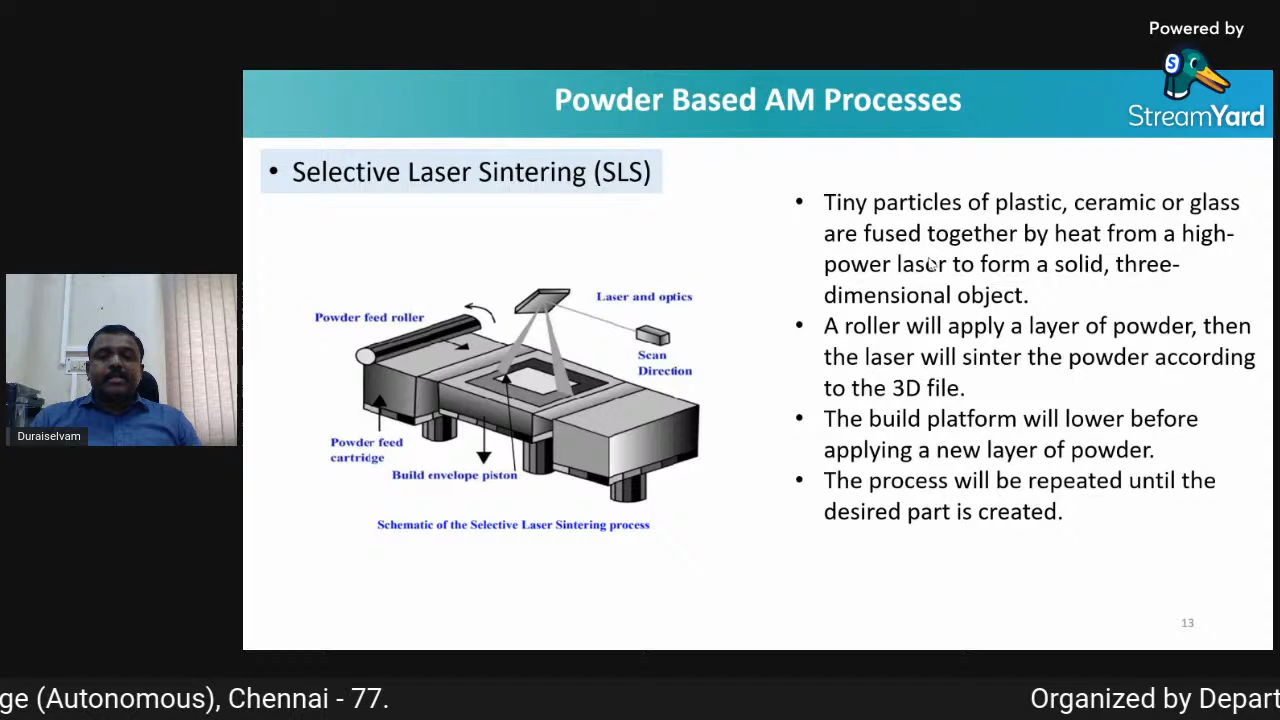 Powered by
StreamYard
Powder Based AM Processes
• Selective Laser Sintering (SLS)
• Tiny particles of plastic, ceramic or glass
are fused together by heat from a high-
power laser to form a solid, three-
dimensional object.
• A roller will apply a layer of powder, then
the laser will sinter the powder according
to the 3D file.
• The build platform will lower before
applying a new layer of powder.
• The process will be repeated until the
desired part is created.
Laser and optics
Powder feed roller
Scan
Direction
Powder feed
cartridge
Build envelope piston
Schematic of the Selective Laser Sintering process
13
Duraiselvam
ge (Autonomous), Chennai - 77.
Organized by Depart